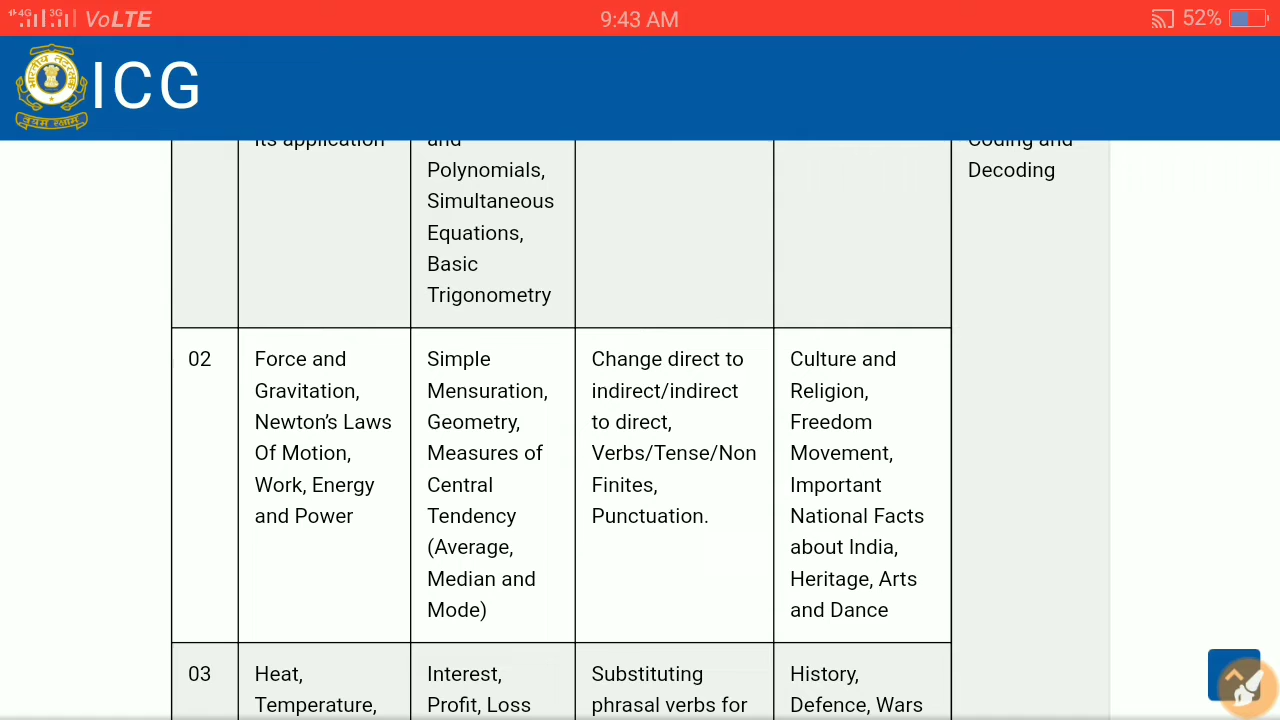 4G 3G VoLTE 9:43 AM 52%
ICG
its application
and
Polynomials,
Simultaneous
Equations,
Basic
Trigonometry
Coding and
Decoding
02
Force and
Gravitation,
Newton’s Laws
Of Motion,
Work, Energy
and Power
Simple
Mensuration,
Geometry,
Measures of
Central
Tendency
(Average,
Median and
Mode)
Change direct to
indirect/indirect
to direct,
Verbs/Tense/Non
Finites,
Punctuation.
Culture and
Religion,
Freedom
Movement,
Important
National Facts
about India,
Heritage, Arts
and Dance
03
Heat,
Temperature,
Interest,
Profit, Loss
Substituting
phrasal verbs for
History,
Defence, Wars